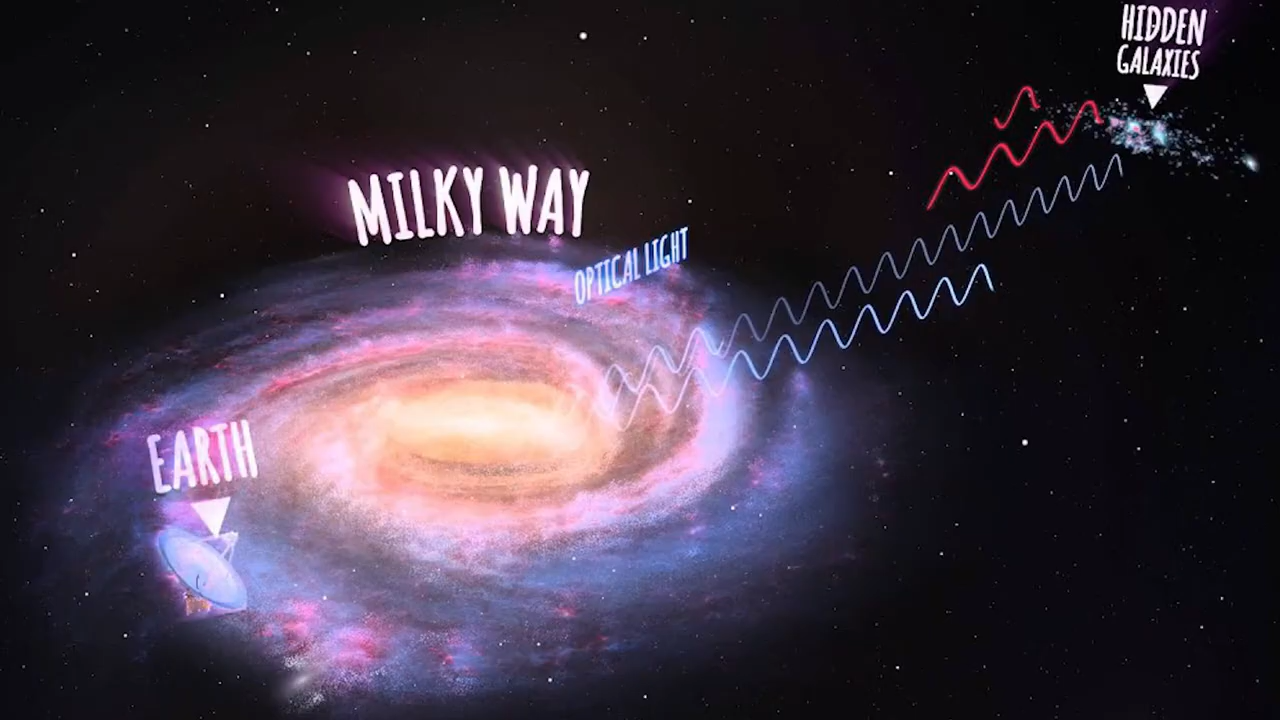 HIDDEN
GALAXIES
MILKY WAY
OPTICAL LIGHT
EARTH